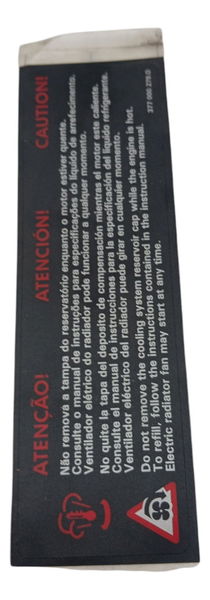 ATENÇÃO! ATENCION! CAUTION!
Não remova a tampa do reservatório enquanto o motor estiver quente.
Consulte o manual de instruções para especificações do líquido de arrefecimento.
Ventilador elétrico do radiador pode funcionar a qualquer momento.
No quite la tapa del deposito de compensación mientras el motor este caliente.
Consulte el manual de instrucciones para la especificación del líquido refrigerante.
Ventilador eléctrico del radiador puede girar en cualquier momento.
Do not remove the cooling system reservoir cap while the engine is hot.
To refill, follow the instructions contained in the instruction manual.
Electric radiator fan may start at any time.